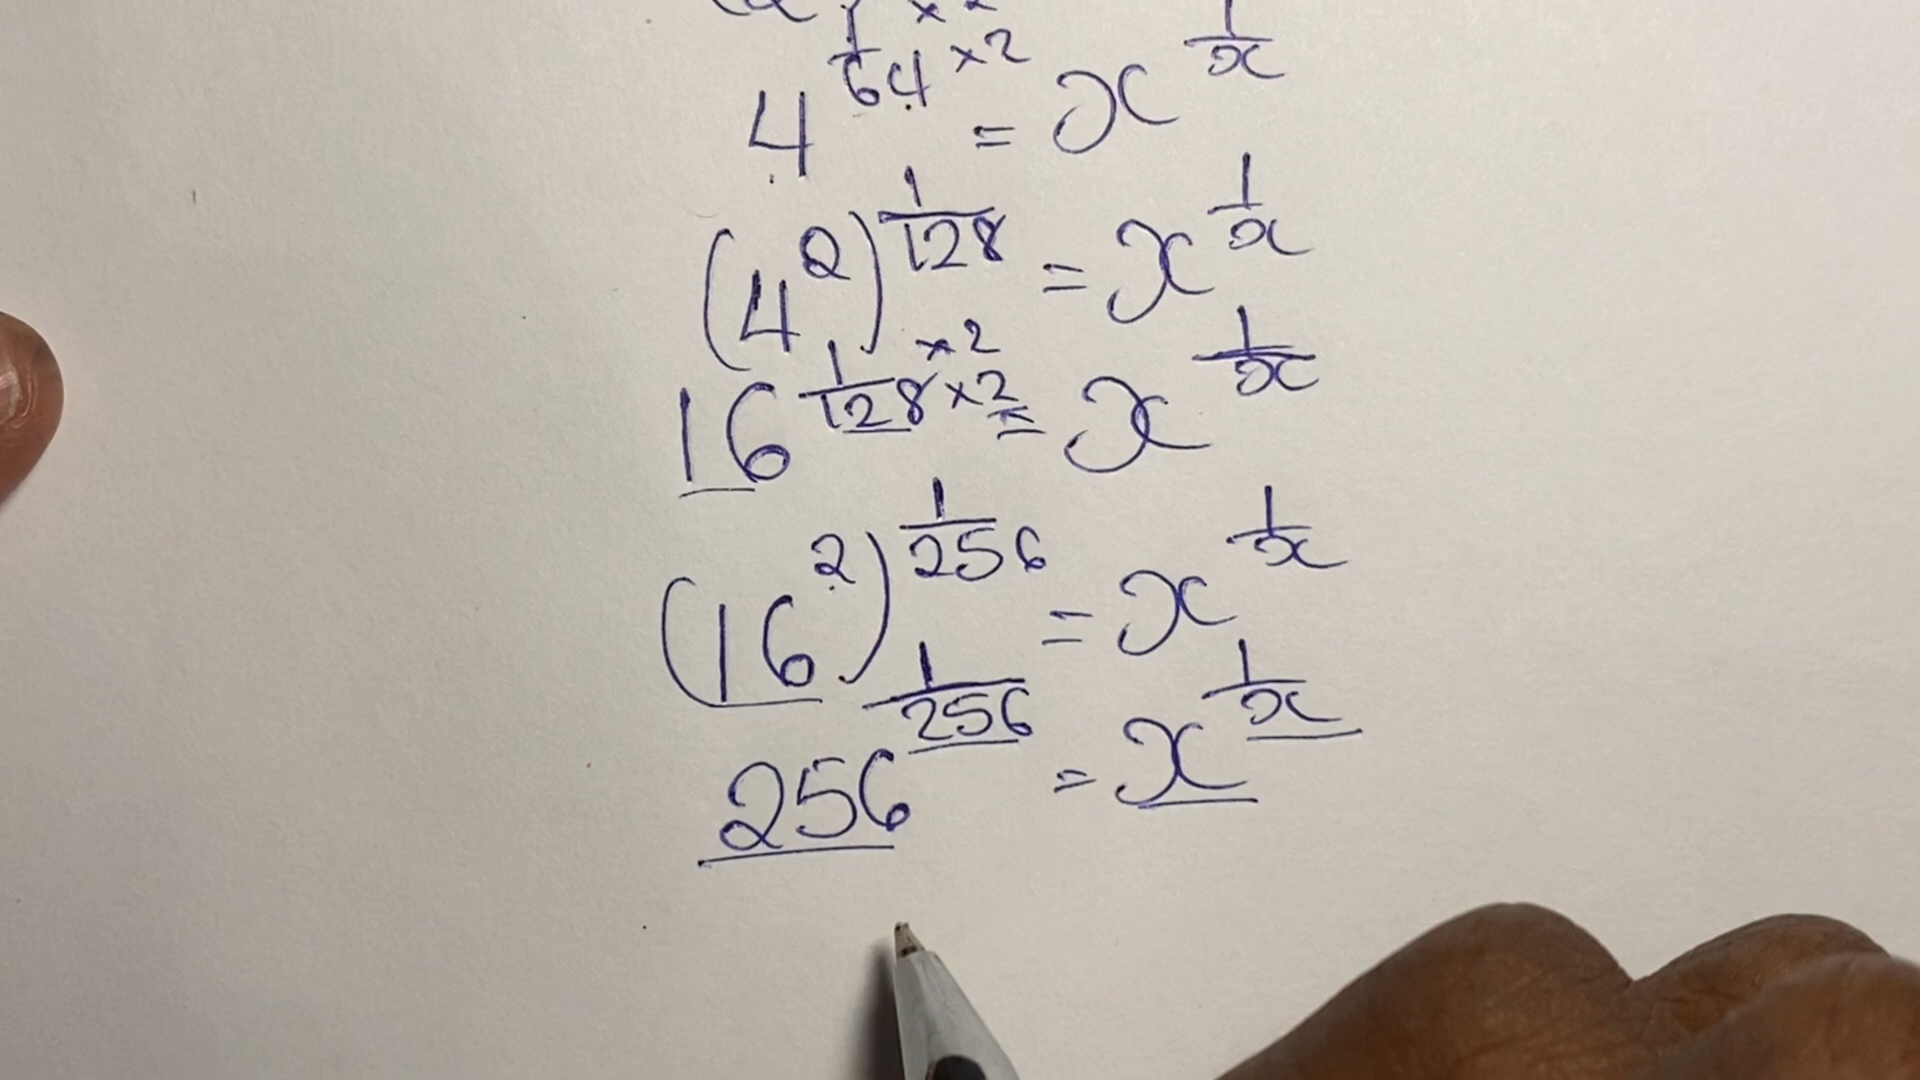 4^(1/64 ×2) = x^(1/x)
(4^2)^(1/128) = x^(1/x)
16^(1/128 ×2 ×2) = x^(1/x)
(16^2)^(1/256) = x^(1/x)
256^(1/256) = x^(1/x)